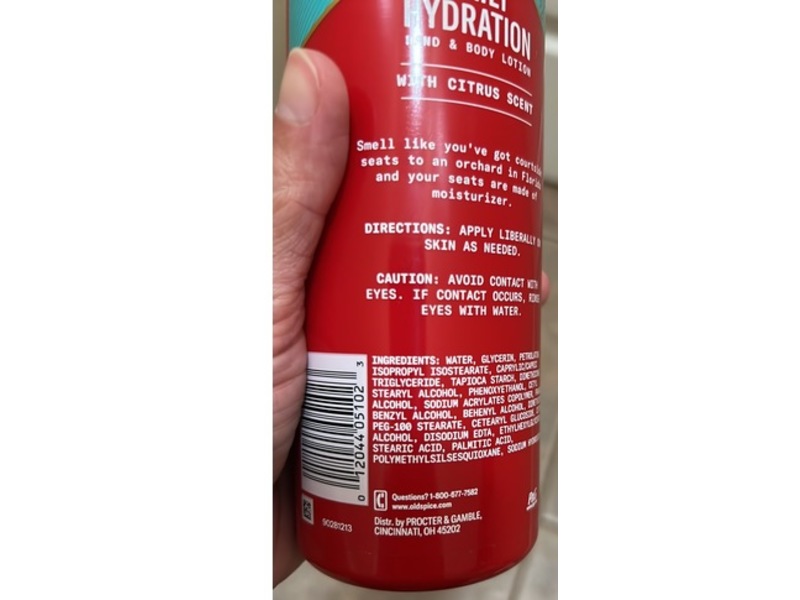 HYDRATION
& BODY LOTION
WITH CITRUS SCENT
Smell like you've got
seats to an orchard in
and your seats are made of
moisturizer.
DIRECTIONS: APPLY LIBERALLY
SKIN AS NEEDED.
CAUTION: AVOID CONTACT WITH
EYES. IF CONTACT OCCURS,
EYES WITH WATER.
INGREDIENTS: WATER, GLYCERIN,
ISOPROPYL ISOSTEARATE,
TRIGLYCERIDE, TAPIOCA STARCH,
STEARYL ALCOHOL, PHENOXYETHANOL,
ALCOHOL, SODIUM ACRYLATES COPOLYMER,
BENZYL ALCOHOL, BEHENYL ALCOHOL,
PEG-100 STEARATE, CETEARYL GLUCOSIDE,
ALCOHOL, DISODIUM EDTA,
STEARIC ACID, PALMITIC ACID,
POLYMETHYLSILSESQUIOXANE, SODIUM
0 12044 05102 3
Questions? 1-800-677-7582
www.oldspice.com
Distr. by PROCTER & GAMBLE,
CINCINNATI, OH 45202
90281213